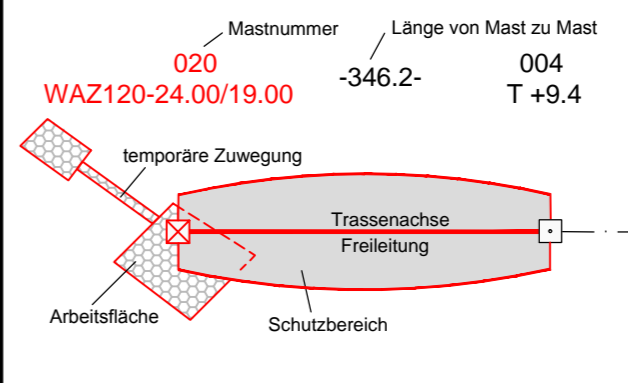 Mastnummer
Länge von Mast zu Mast
020
WAZ120-24.00/19.00
-346.2-
004
T +9.4
temporäre Zuwegung
Trassenachse
Freileitung
Arbeitsfläche
Schutzbereich